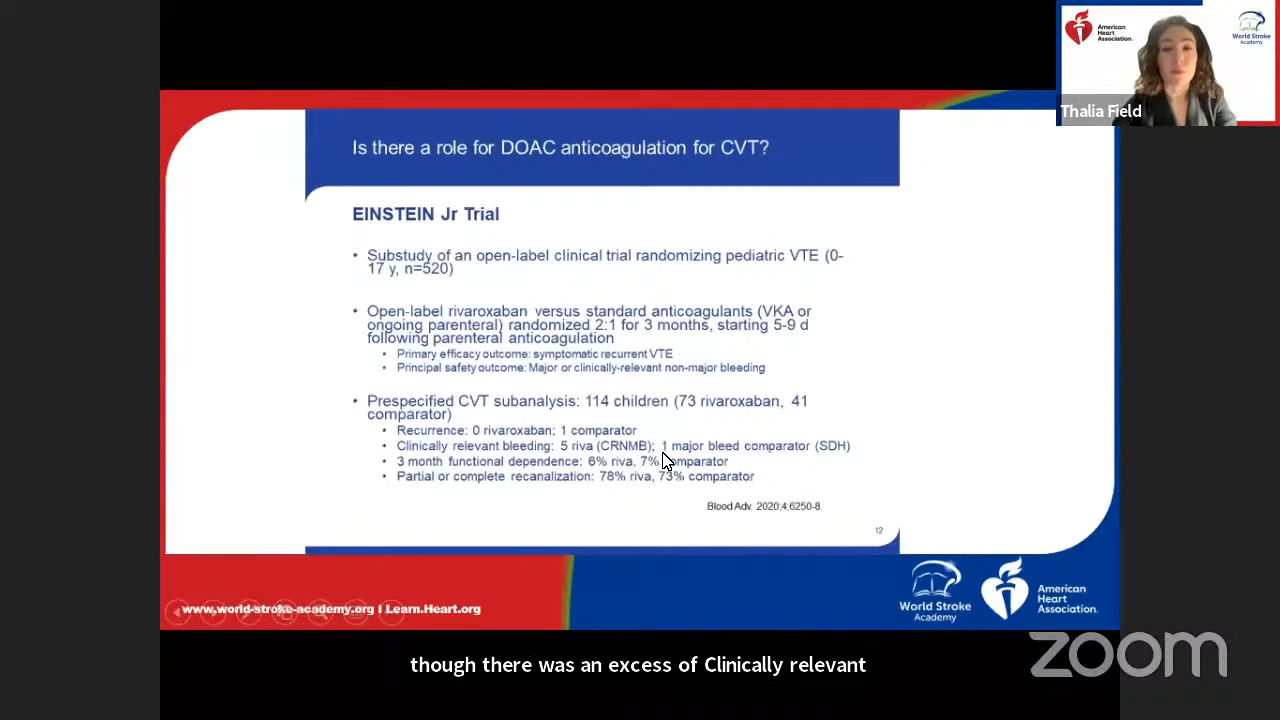 American
Heart
Association.
World Stroke
Academy
Thalia Field
Is there a role for DOAC anticoagulation for CVT?
EINSTEIN Jr Trial
• Substudy of an open-label clinical trial randomizing pediatric VTE (0-
17 y, n=520)
• Open-label rivaroxaban versus standard anticoagulants (VKA or
ongoing parenteral) randomized 2:1 for 3 months, starting 5-9 d
following parenteral anticoagulation
• Primary efficacy outcome: symptomatic recurrent VTE
• Principal safety outcome: Major or clinically-relevant non-major bleeding
• Prespecified CVT subanalysis: 114 children (73 rivaroxaban, 41
comparator)
• Recurrence: 0 rivaroxaban; 1 comparator
• Clinically relevant bleeding: 5 riva (CRNMB); 1 major bleed comparator (SDH)
• 3 month functional dependence: 6% riva, 7% comparator
• Partial or complete recanalization: 78% riva, 73% comparator
Blood Adv. 2020;4:6250-8.
12
www.world-stroke-academy.org I Learn.Heart.org
World Stroke
Academy
American
Heart
Association.
though there was an excess of Clinically relevant
zoom